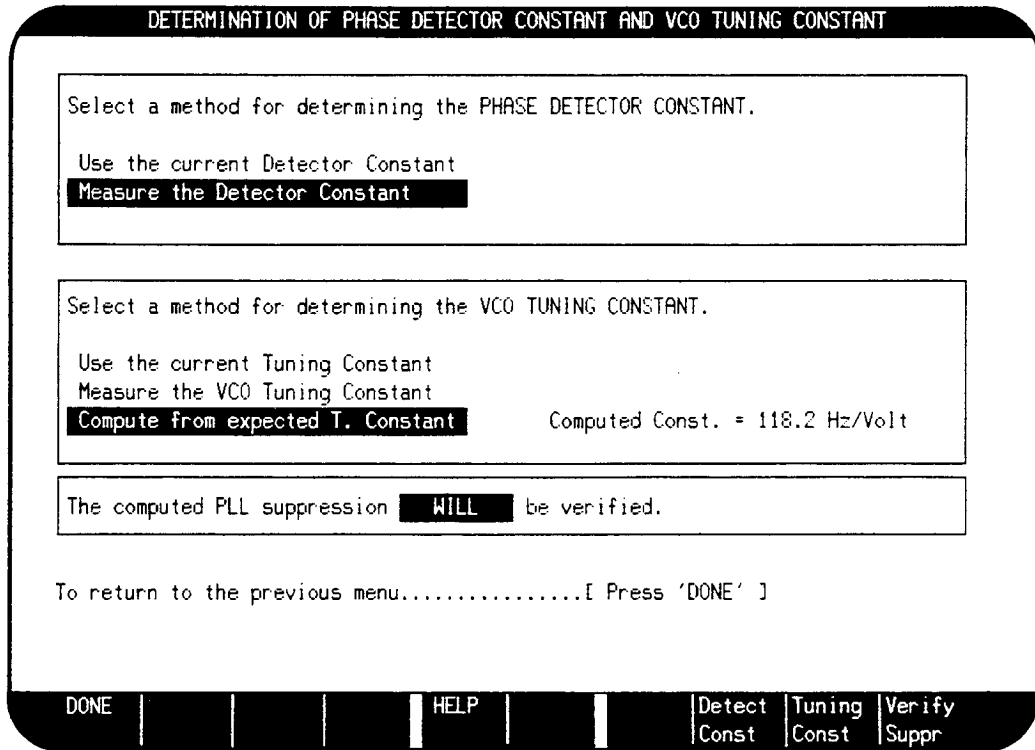 DETERMINATION OF PHASE DETECTOR CONSTANT AND VCO TUNING CONSTANT
Select a method for determining the PHASE DETECTOR CONSTANT.
Use the current Detector Constant
Measure the Detector Constant
Select a method for determining the VCO TUNING CONSTANT.
Use the current Tuning Constant
Measure the VCO Tuning Constant
Compute from expected T. Constant Computed Const. = 118.2 Hz/Volt
The computed PLL suppression WILL be verified.
To return to the previous menu................[ Press 'DONE' ]
DONE HELP Detect Tuning Verify
Const Const Suppr